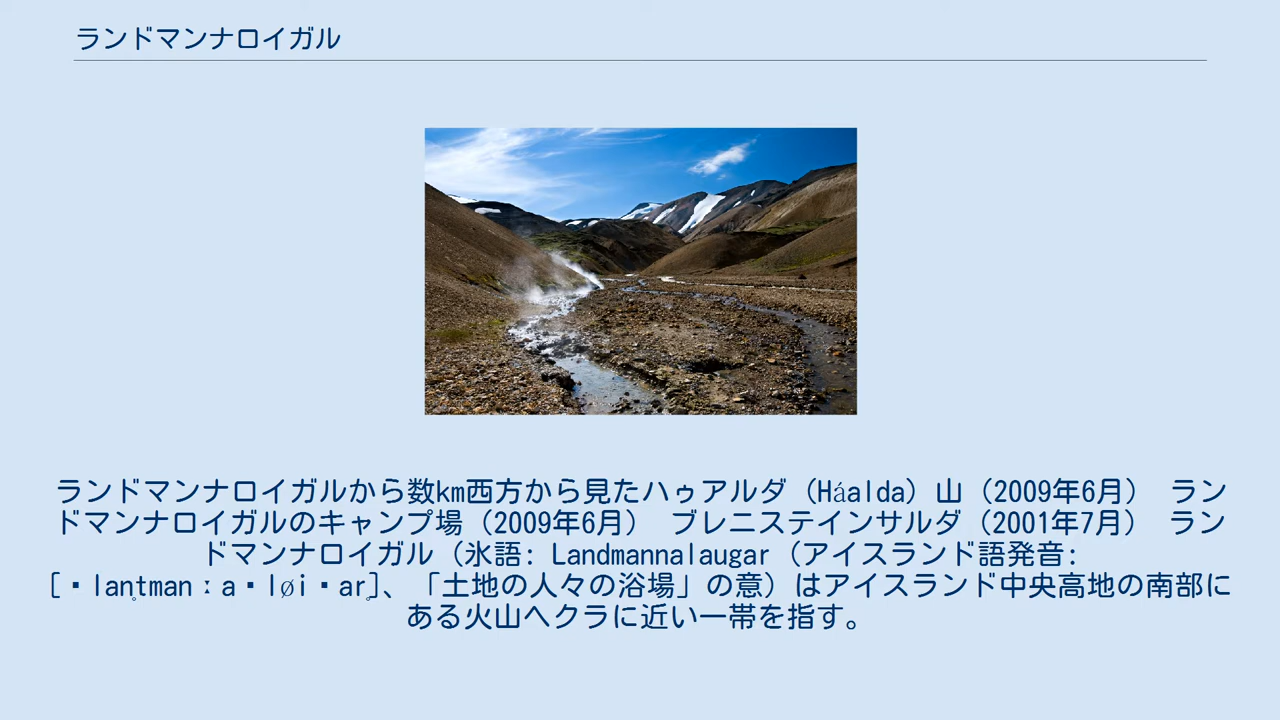 ランドマンナロイガル
ランドマンナロイガルから数km西方から見たハゥアルダ（Háalda）山（2009年6月） ラン
ドマンナロイガルのキャンプ場（2009年6月） ブレニステインサルダ（2001年7月） ラン
ドマンナロイガル（氷語: Landmannalaugar（アイスランド語発音:
[ˈlan̥tmanːaˌløiːɣar̥]、「土地の人々の浴場」の意）はアイスランド中央高地の南部に
ある火山ヘクラに近い一帯を指す。